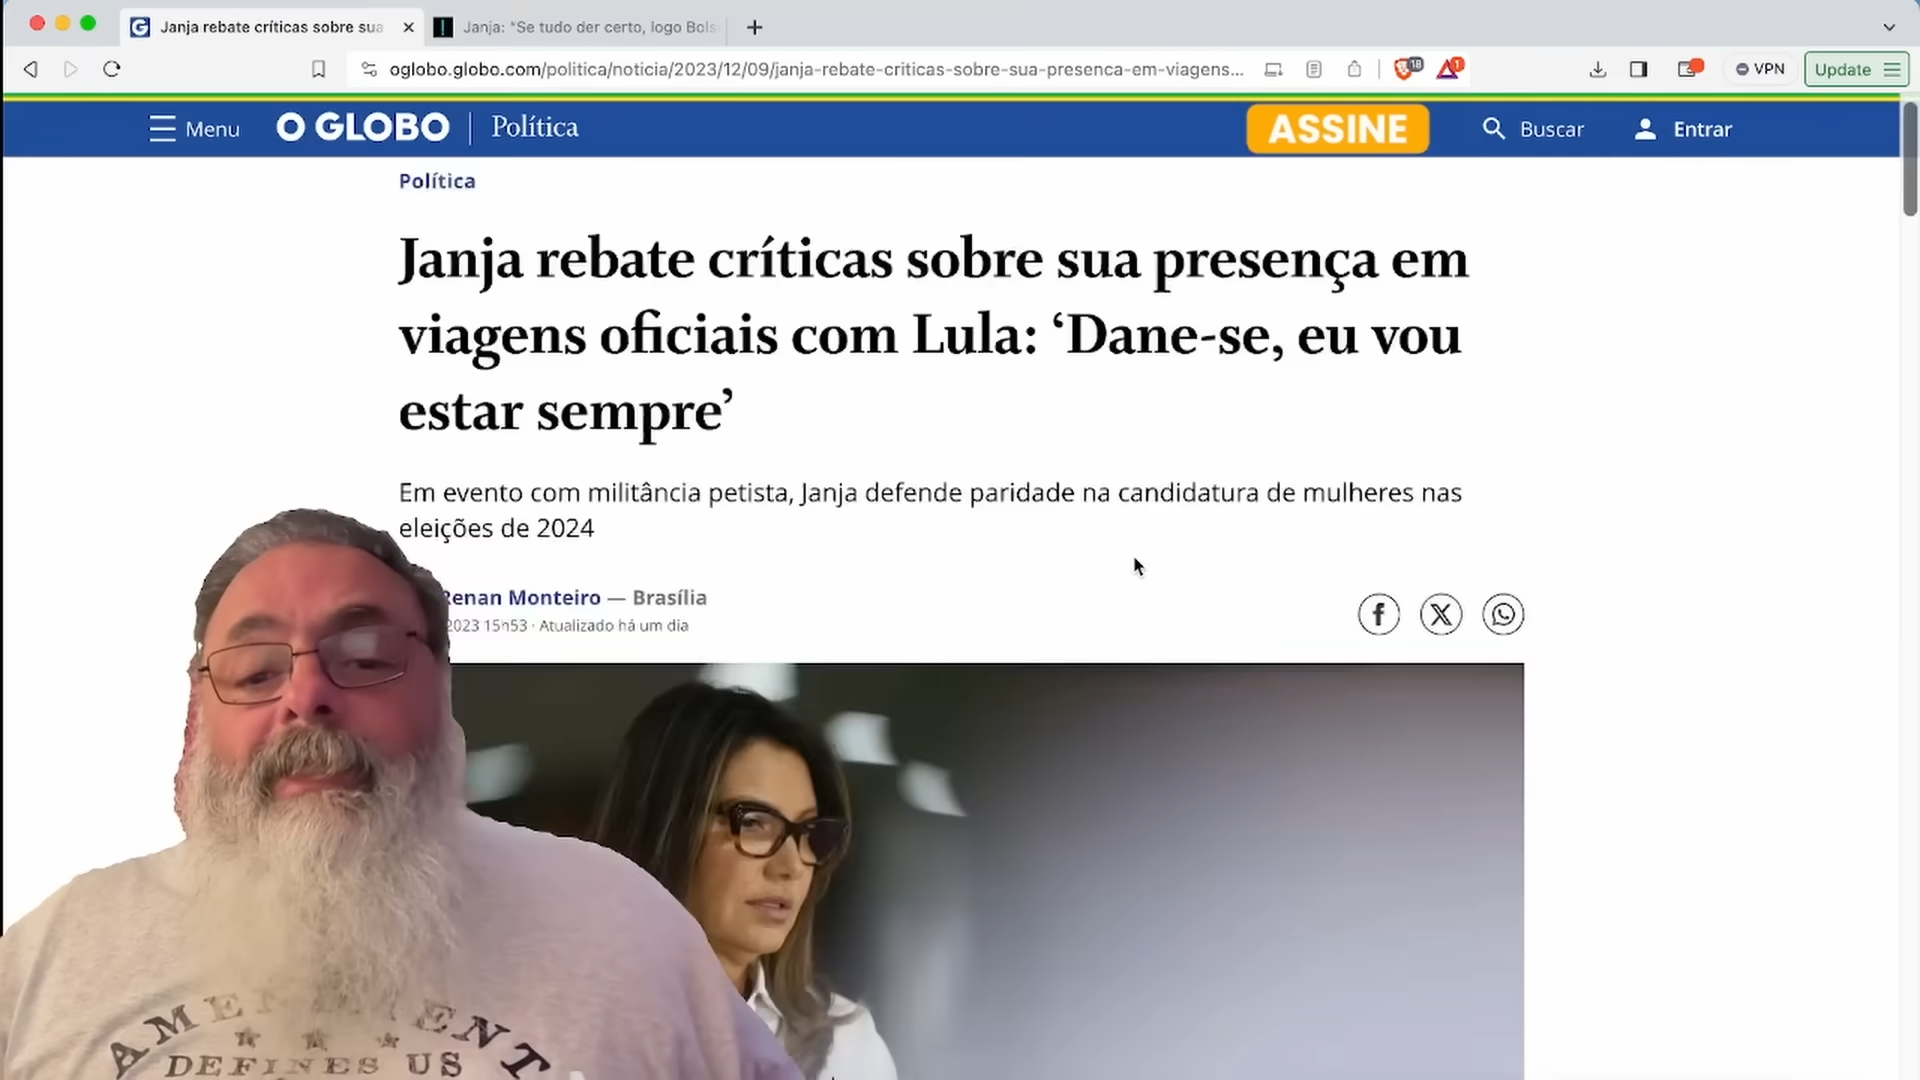 Janja rebate críticas sobre sua
Janja: "Se tudo der certo, logo Bols
oglobo.globo.com/politica/noticia/2023/12/09/janja-rebate-criticas-sobre-sua-presenca-em-viagens...
18
1
VPN
Update
Menu
O GLOBO
Política
ASSINE
Buscar
Entrar
Política
Janja rebate críticas sobre sua presença em
viagens oficiais com Lula: ‘Dane-se, eu vou
estar sempre’
Em evento com militância petista, Janja defende paridade na candidatura de mulheres nas
eleições de 2024
Renan Monteiro — Brasília
2023 15h53 · Atualizado há um dia
AMENDMENT
DEFINES US